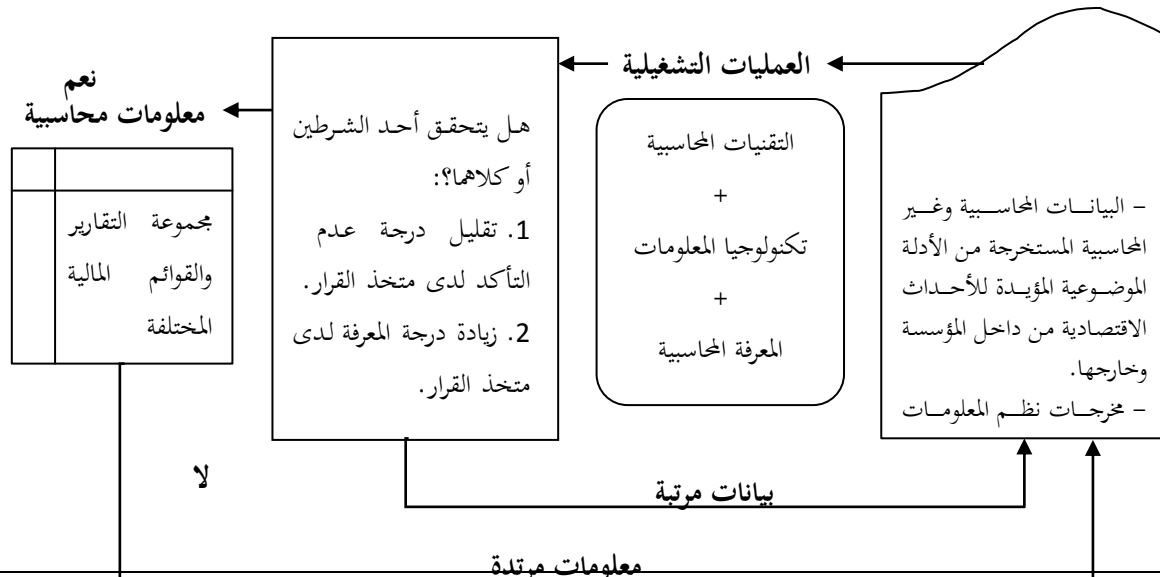 – البيانات المحاسبية وغير
المحاسبية المستخرجة من الأدلة
الموضوعية المؤيدة للأحداث
الاقتصادية من داخل المؤسسة
وخارجها.
– مخرجات نظم المعلومات
العمليات التشغيلية
التقنيات المحاسبية
+
تكنولوجيا المعلومات
+
المعرفة المحاسبية
هل يتحقق أحد الشرطين
أو كلاهما؟:
1. تقليل درجة عدم
التأكد لدى متخذ القرار.
2. زيادة درجة المعرفة لدى
متخذ القرار.
نعم
معلومات محاسبية
مجموعة التقارير
والقوائم المالية
المختلفة
لا
بيانات مرتبة
معلومات مرتدة